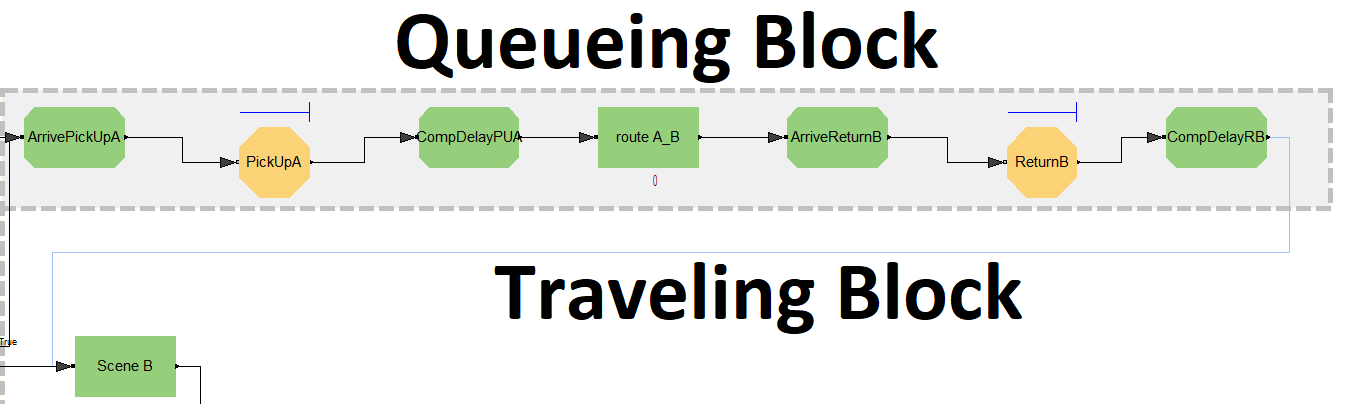 Queueing Block
ArrivePickUpA
PickUpA
CompDelayPUA
route A_B
ArriveReturnB
ReturnB
CompDelayRB
0
Traveling Block
True
Scene B